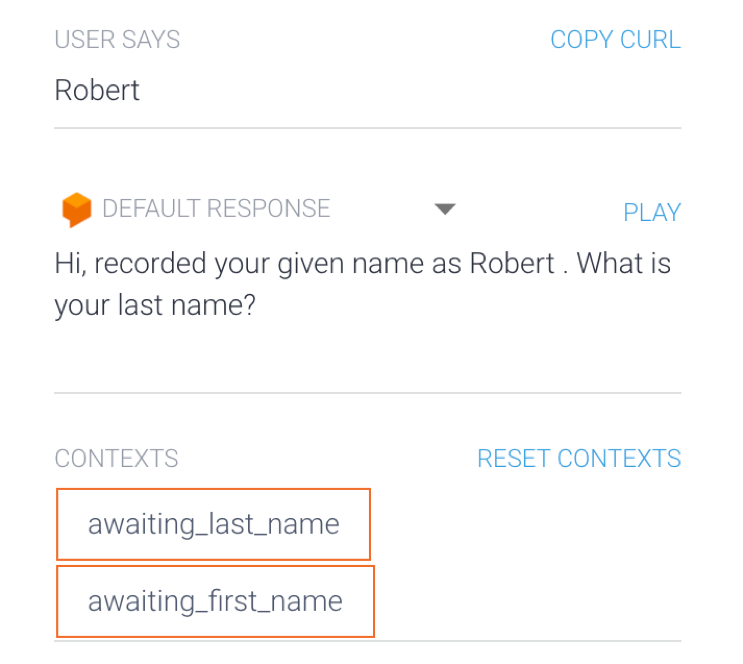 USER SAYS COPY CURL
Robert
DEFAULT RESPONSE PLAY
Hi, recorded your given name as Robert . What is
your last name?
CONTEXTS RESET CONTEXTS
awaiting_last_name
awaiting_first_name